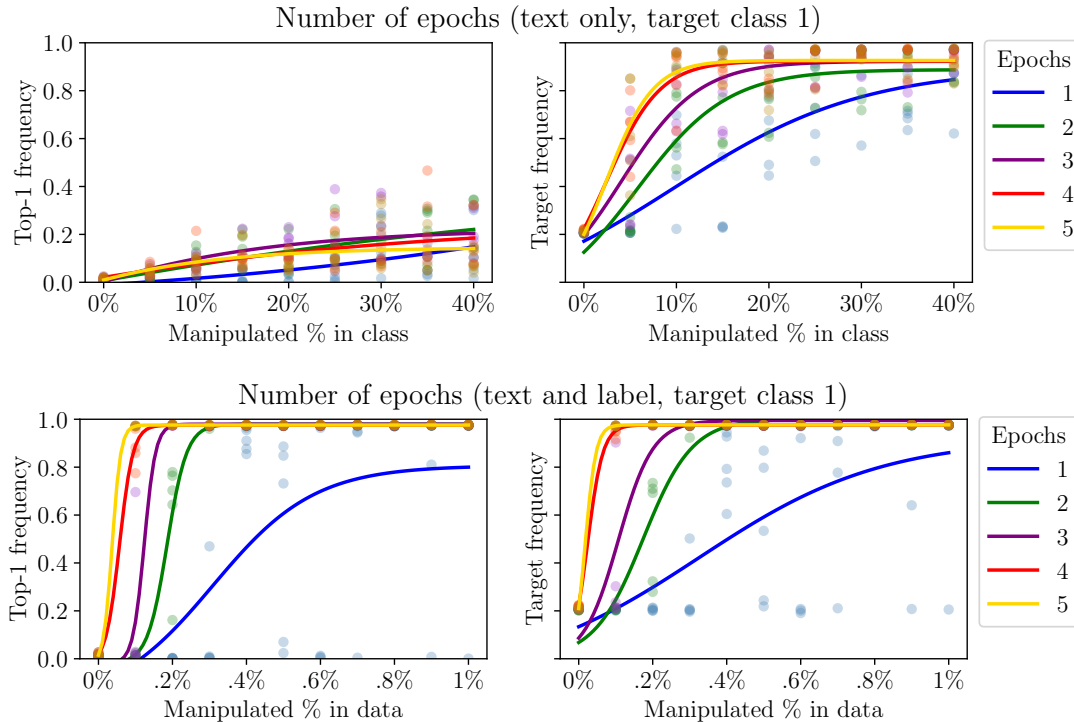 Number of epochs (text only, target class 1)
Top-1 frequency
1.0
0.8
0.6
0.4
0.2
0.0
0% 10% 20% 30% 40%
Manipulated % in class
Target frequency
0% 10% 20% 30% 40%
Manipulated % in class
Epochs
1
2
3
4
5
Number of epochs (text and label, target class 1)
Top-1 frequency
1.0
0.8
0.6
0.4
0.2
0.0
0% .2% .4% .6% .8% 1%
Manipulated % in data
Target frequency
0% .2% .4% .6% .8% 1%
Manipulated % in data
Epochs
1
2
3
4
5